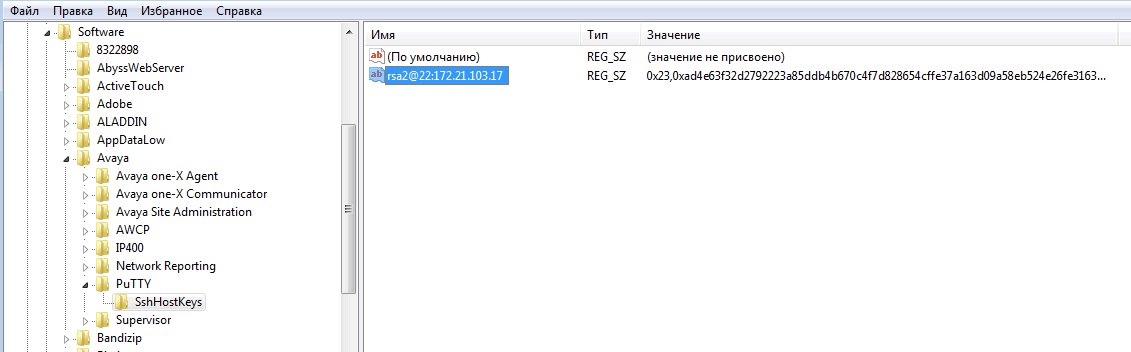 Файл Правка Вид Избранное Справка
Software
8322898
AbyssWebServer
ActiveTouch
Adobe
ALADDIN
AppDataLow
Avaya
Avaya one-X Agent
Avaya one-X Communicator
Avaya Site Administration
AWCP
IP400
Network Reporting
PuTTY
SshHostKeys
Supervisor
Bandizip
Имя Тип Значение
ab (По умолчанию) REG_SZ (значение не присвоено)
ab rsa2@22:172.21.103.17 REG_SZ 0x23,0xad4e63f32d2792223a85ddb4b670c4f7d828654cffe37a163d09a58eb524e26fe3163...